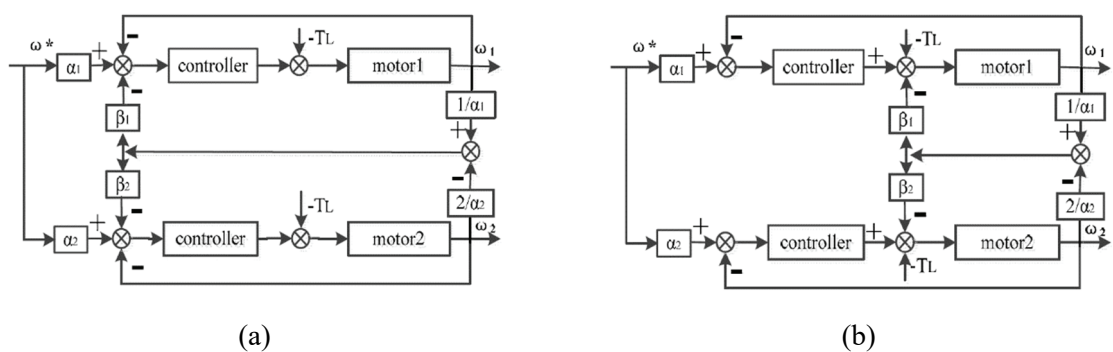 ω* α1 + - controller -TL motor1 ω1
- β1 1/α1 +
β2 - 2/α2
α2 + - controller -TL motor2 ω2
-
(a)
ω* α1 + - controller + -TL motor1 ω1
- β1 1/α1 +
β2 - 2/α2
α2 + controller + - motor2 ω2
- -TL
(b)